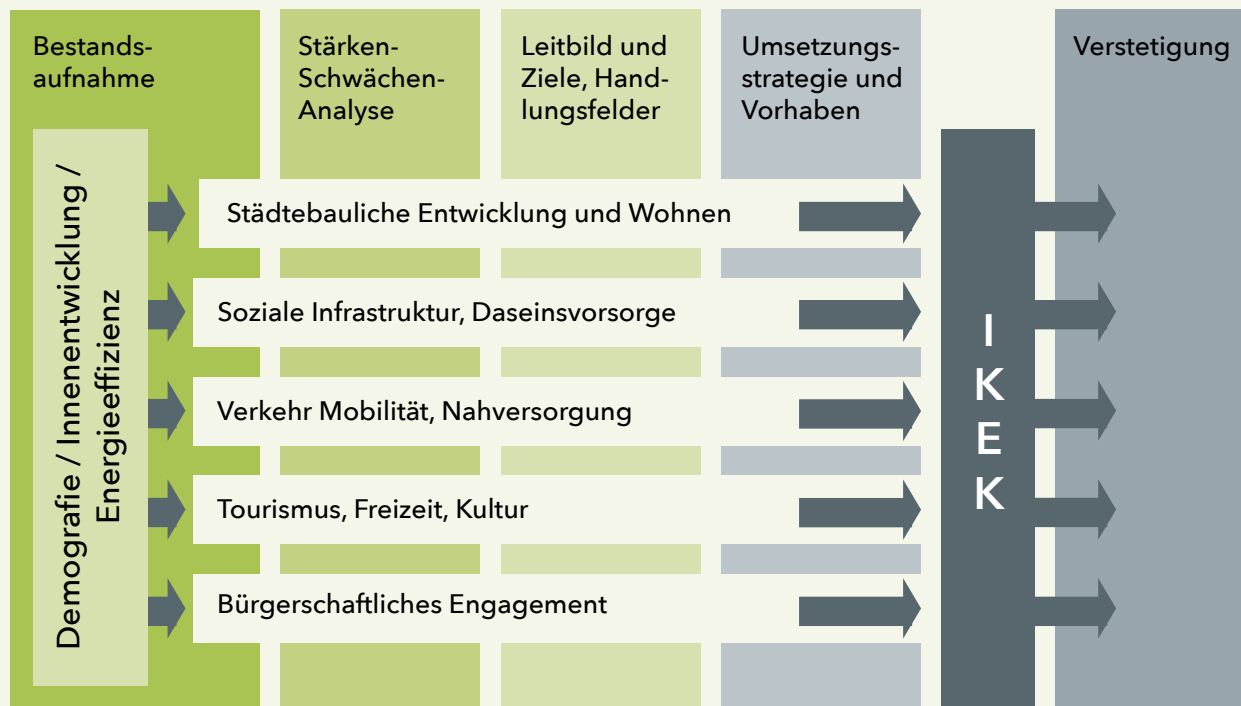 Bestands-
aufnahme
Stärken-
Schwächen-
Analyse
Leitbild und
Ziele, Hand-
lungsfelder
Umsetzungs-
strategie und
Vorhaben
Verstetigung
Demografie / Innenentwicklung /
Energieeffizienz
Städtebauliche Entwicklung und Wohnen
Soziale Infrastruktur, Daseinsvorsorge
Verkehr Mobilität, Nahversorgung
Tourismus, Freizeit, Kultur
Bürgerschaftliches Engagement
I
K
E
K